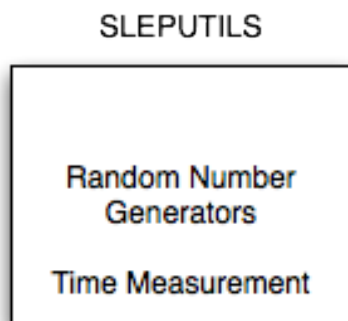 SLEPUTILS
Random Number
Generators
Time Measurement